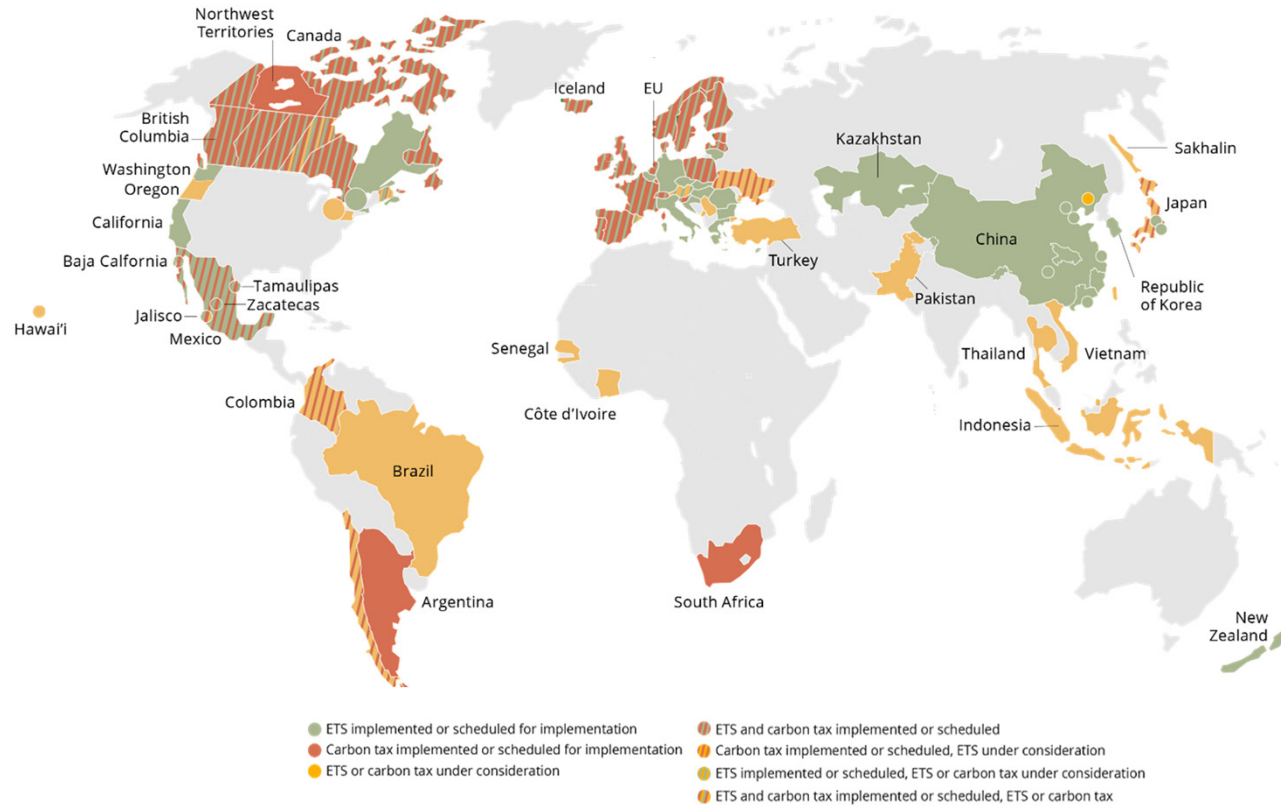 Northwest
Territories
Canada
British
Columbia
Washington
Oregon
California
Baja Calfornia
Tamaulipas
Zacatecas
Jalisco
Mexico
Hawai’i
Colombia
Brazil
Argentina
Iceland
EU
Kazakhstan
Sakhalin
Japan
China
Turkey
Pakistan
Republic
of Korea
Senegal
Côte d’Ivoire
Thailand
Vietnam
Indonesia
South Africa
New
Zealand
ETS implemented or scheduled for implementation
Carbon tax implemented or scheduled for implementation
ETS or carbon tax under consideration
ETS and carbon tax implemented or scheduled
Carbon tax implemented or scheduled, ETS under consideration
ETS implemented or scheduled, ETS or carbon tax under consideration
ETS and carbon tax implemented or scheduled, ETS or carbon tax